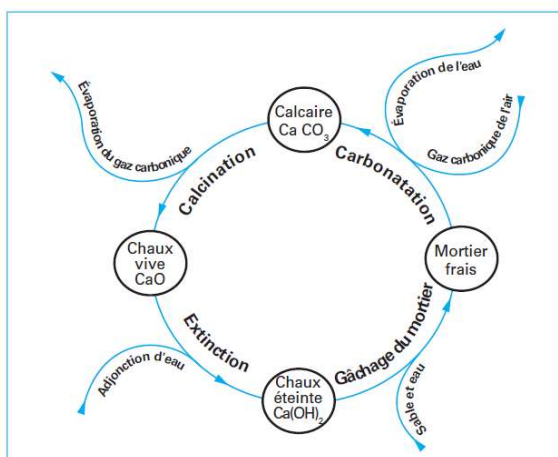 Évaporation de l'eau
Gaz carbonique de l'air
Évaporation du gaz carbonique
Calcaire
Ca CO3
Calcination
Carbonatation
Chaux
vive
CaO
Mortier
frais
Extinction
Gâchage du mortier
Adjonction d'eau
Chaux
éteinte
Ca(OH)2
Sable et eau